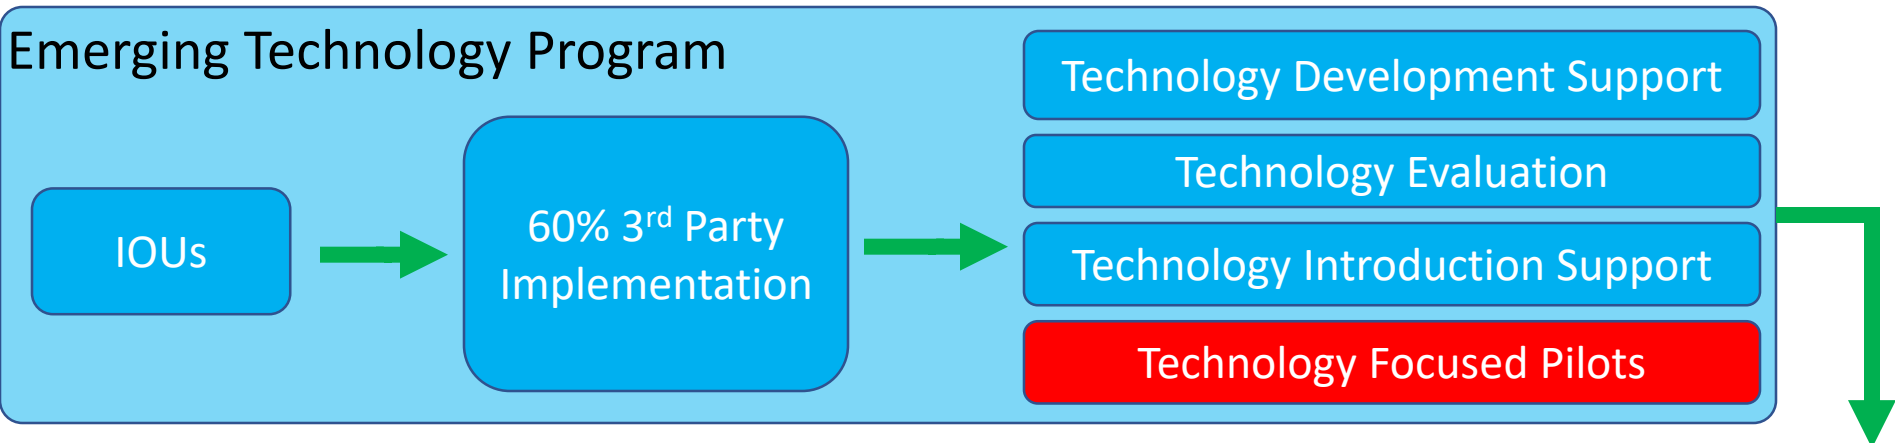 Emerging Technology Program
IOUs
60% 3rd Party
Implementation
Technology Development Support
Technology Evaluation
Technology Introduction Support
Technology Focused Pilots